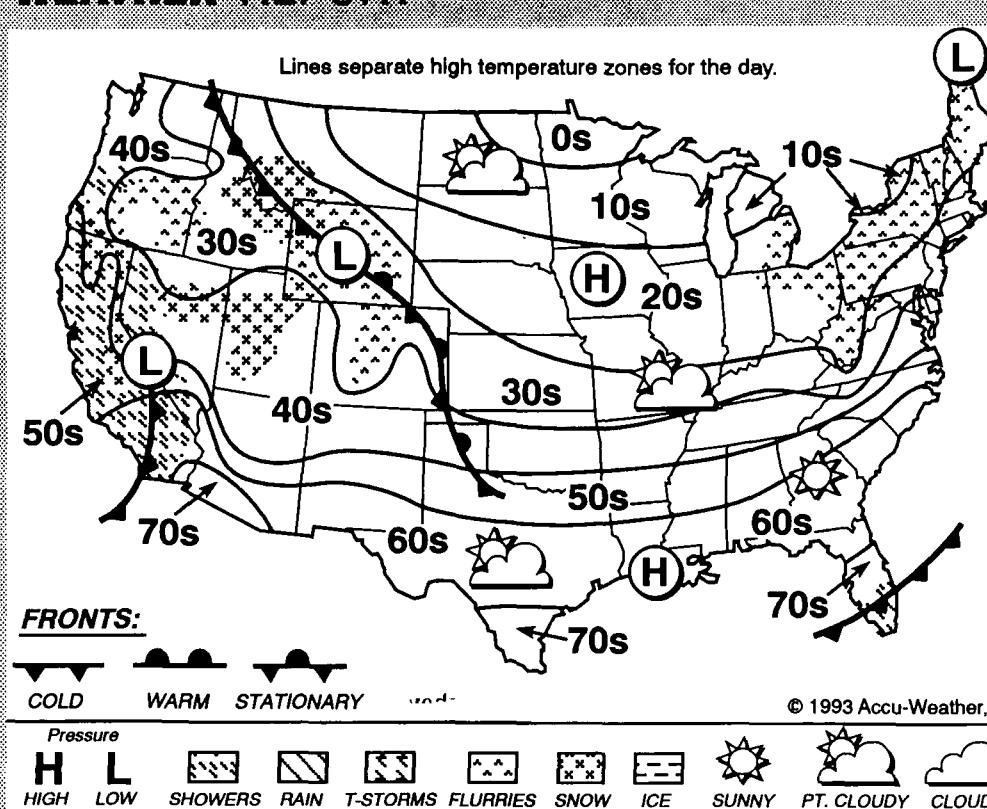 Lines separate high temperature zones for the day.
L
40s
0s
10s
10s
30s
L
H
20s
L
40s
30s
50s
50s
70s
60s
60s
H
70s
70s
FRONTS:
COLD WARM STATIONARY
© 1993 Accu-Weather,
Pressure
H L
HIGH LOW SHOWERS RAIN T-STORMS FLURRIES SNOW ICE SUNNY PT. CLOUDY